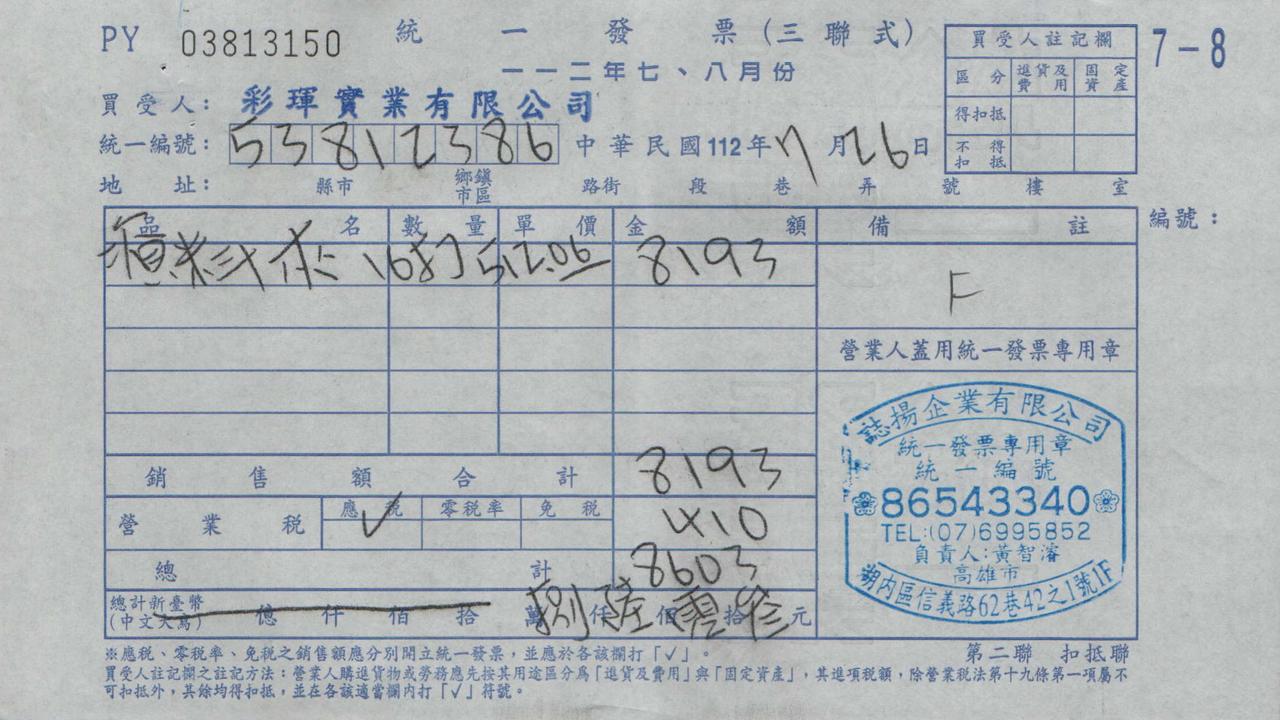 PY 03813150 統一發票(三聯式)
一一二年七、八月份
7-8
買受人註記欄
區分 進貨及費用 固定資產
得扣抵
不得扣抵
買受人: 彩琿實業有限公司
統一編號: 53812386 中華民國112年7月26日
地址: 縣市 鄉鎮市區 路街 段 巷 弄 號 樓 室
品名 數量 單價 金額 備註 編號:
16打 512.06 8193
F
營業人蓋用統一發票專用章
銷售額合計 8193
營業稅 應稅 ✓ 零稅率 免稅 410
總計 8603
總計新臺幣(中文大寫) 億 仟 佰 拾 萬 捌仟陸佰零拾叁元
誌揚企業有限公司
統一發票專用章
統一編號
86543340
TEL:(07)6995852
負責人:黃智濬
高雄市
湖內區信義路62巷42之1號1F
※應稅、零稅率、免稅之銷售額應分別開立統一發票,並應於各該欄打「✓」。
第二聯 扣抵聯
買受人註記欄之註記方法:營業人購進貨物或勞務應先按其用途區分為「進貨及費用」與「固定資產」,其進項稅額,除營業稅法第十九條第一項屬不
可扣抵外,其餘均得扣抵,並在各該適當欄內打「✓」符號。